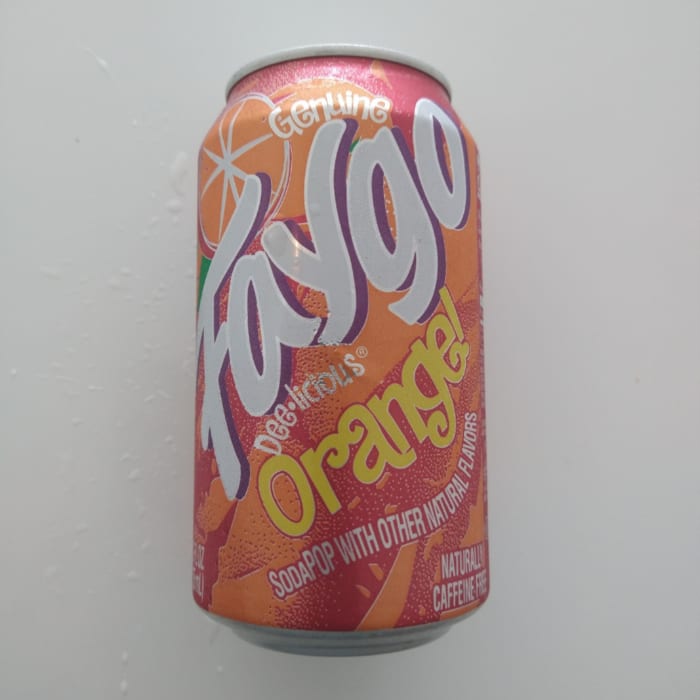 Genuine
Faygo
Dee-licious®
Orange!
SODAPOP WITH OTHER NATURAL FLAVORS
NATURALLY
CAFFEINE FREE